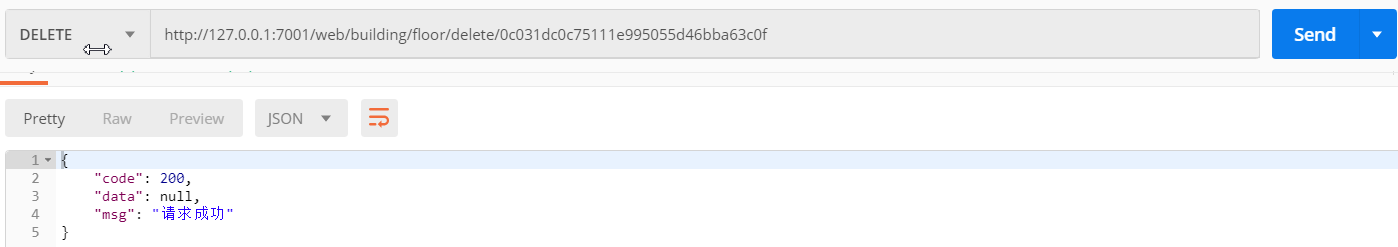 DELETE http://127.0.0.1:7001/web/building/floor/delete/0c031dc0c75111e995055d46bba63c0f Send
Pretty Raw Preview JSON
1 {
2 "code": 200,
3 "data": null,
4 "msg": "请求成功"
5 }